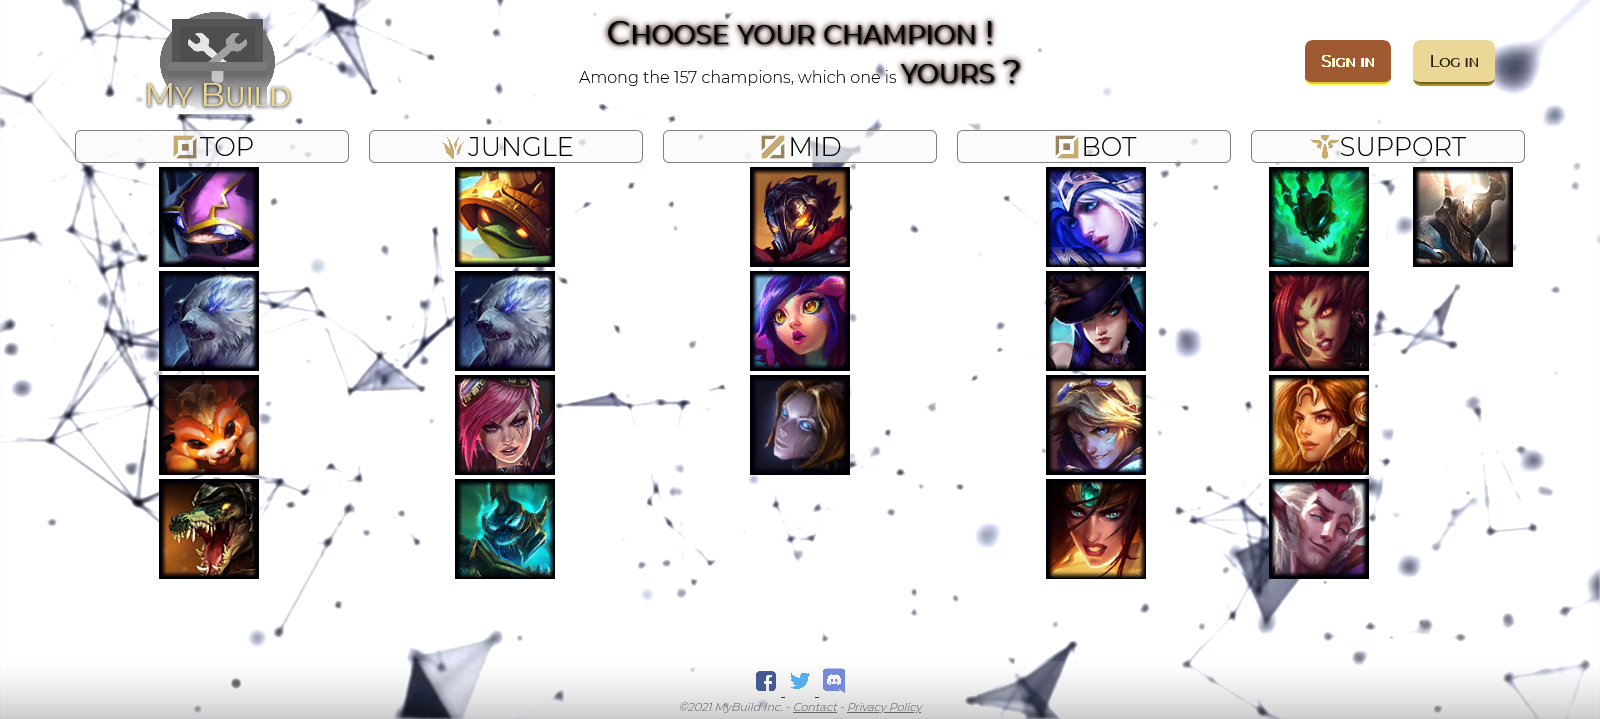 My Build
Choose your champion !
Among the 157 champions, which one is yours ?
Sign in
Log in
TOP
JUNGLE
MID
BOT
SUPPORT
©2021 MyBuild Inc. - Contact - Privacy Policy